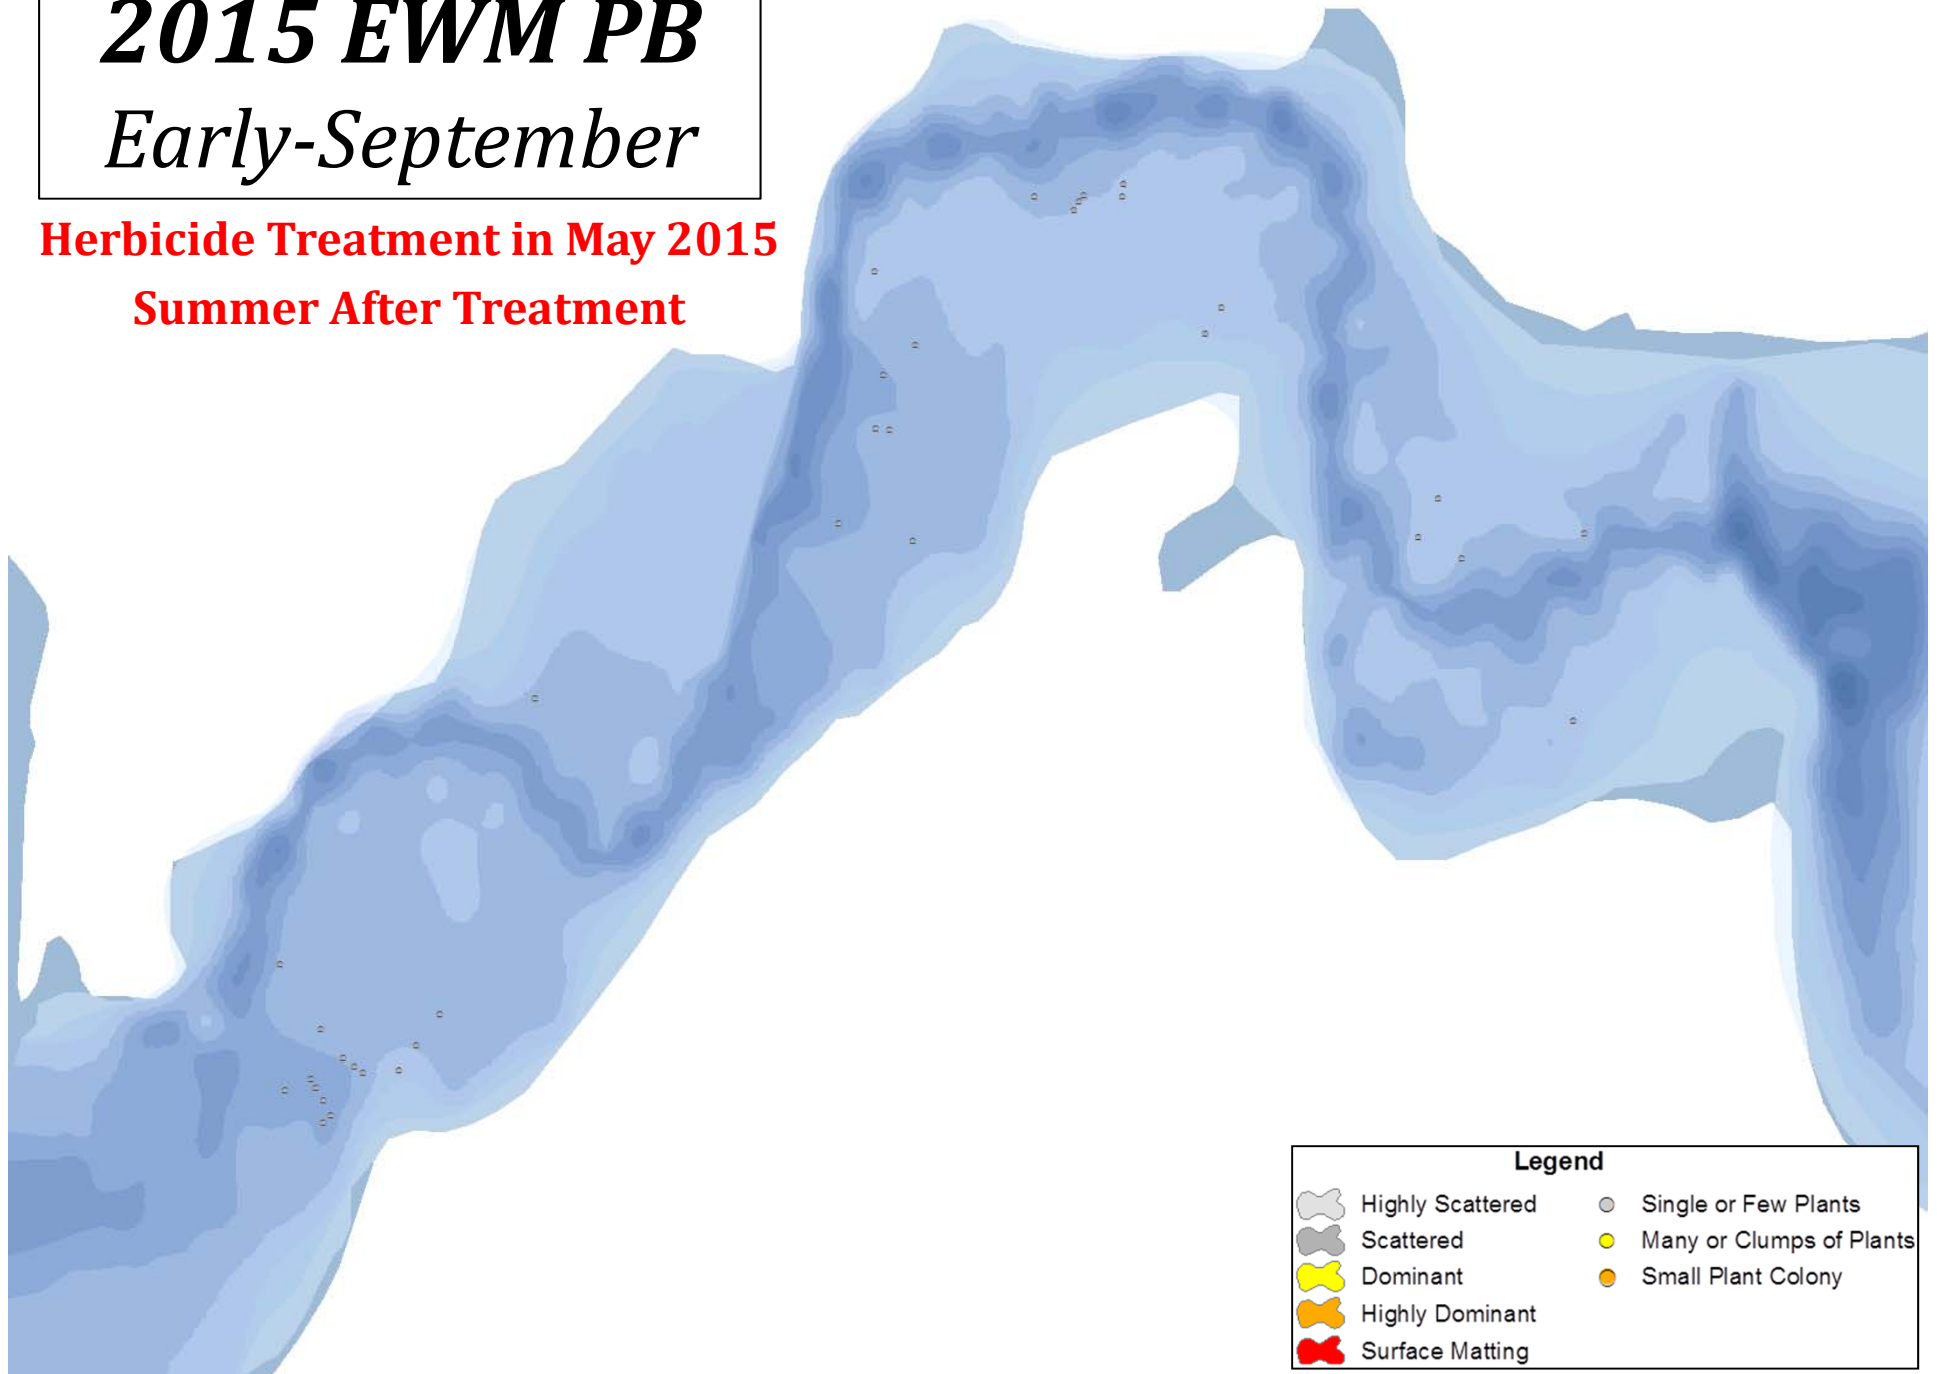 2015 EWM PB
Early-September
Herbicide Treatment in May 2015
Summer After Treatment
Legend
Highly Scattered
Scattered
Dominant
Highly Dominant
Surface Matting
Single or Few Plants
Many or Clumps of Plants
Small Plant Colony